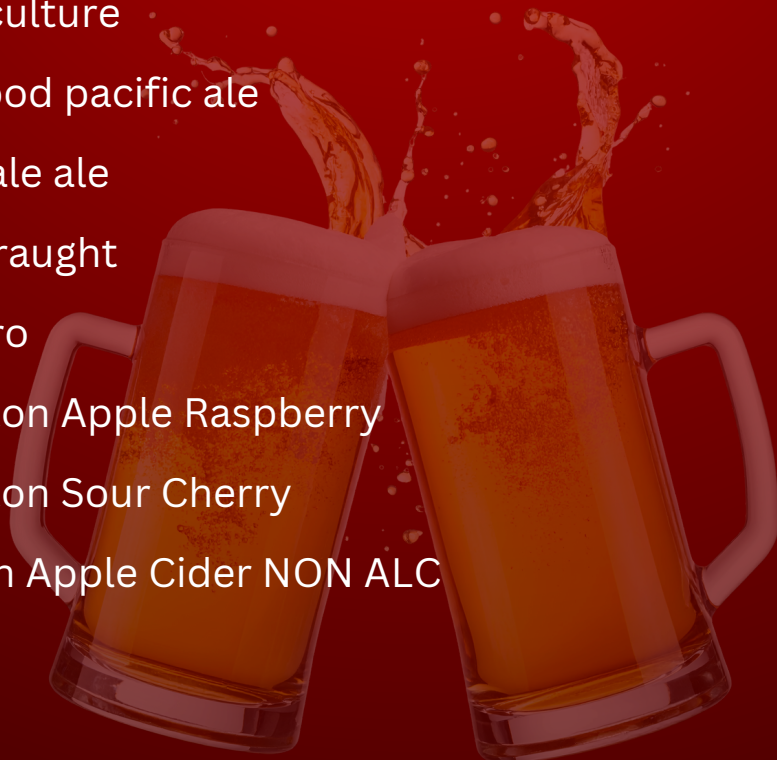 culture
ood pacific ale
ale ale
raught
ro
on Apple Raspberry
on Sour Cherry
n Apple Cider NON ALC